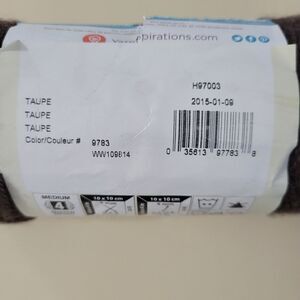 Yarnspirations.com
H97003
TAUPE 2015-01-09
TAUPE
TAUPE
Color/Couleur # 9783
WW109814
0 35613 97783 8
MEDIUM 10 x 10 cm 10 x 10 cm
4